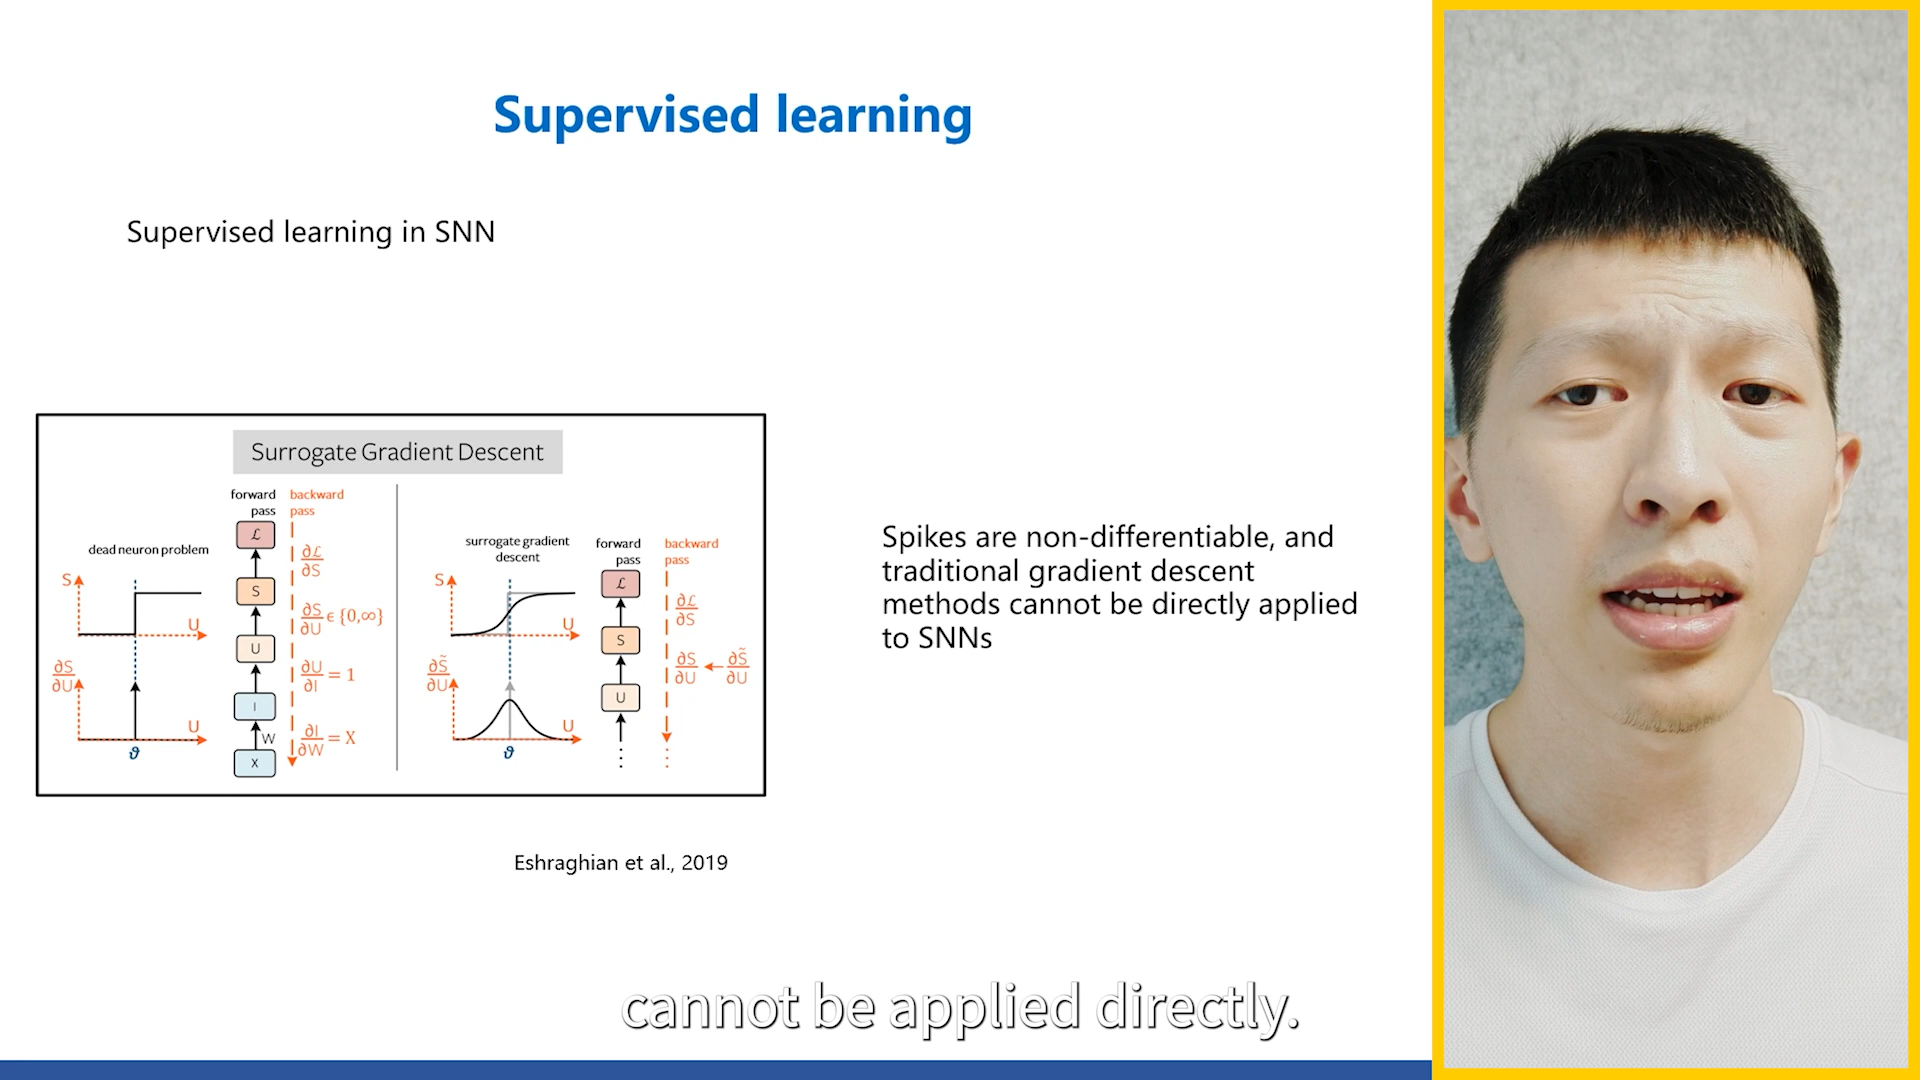 Supervised learning
Supervised learning in SNN
Surrogate Gradient Descent
forward
pass
backward
pass
ℒ
∂ℒ
∂S
dead neuron problem
S
S
∂S
∂U
∈ {0,∞}
U
U
∂S
∂U
∂U
∂I
= 1
I
U
W
∂I
∂W
= X
ϑ
X
surrogate gradient
descent
forward
pass
backward
pass
ℒ
S
∂ℒ
∂S
U
S
∂S̃
∂U
∂S
∂U
←
∂S̃
∂U
U
U
ϑ
Spikes are non-differentiable, and
traditional gradient descent
methods cannot be directly applied
to SNNs
Eshraghian et al., 2019
cannot be applied directly.